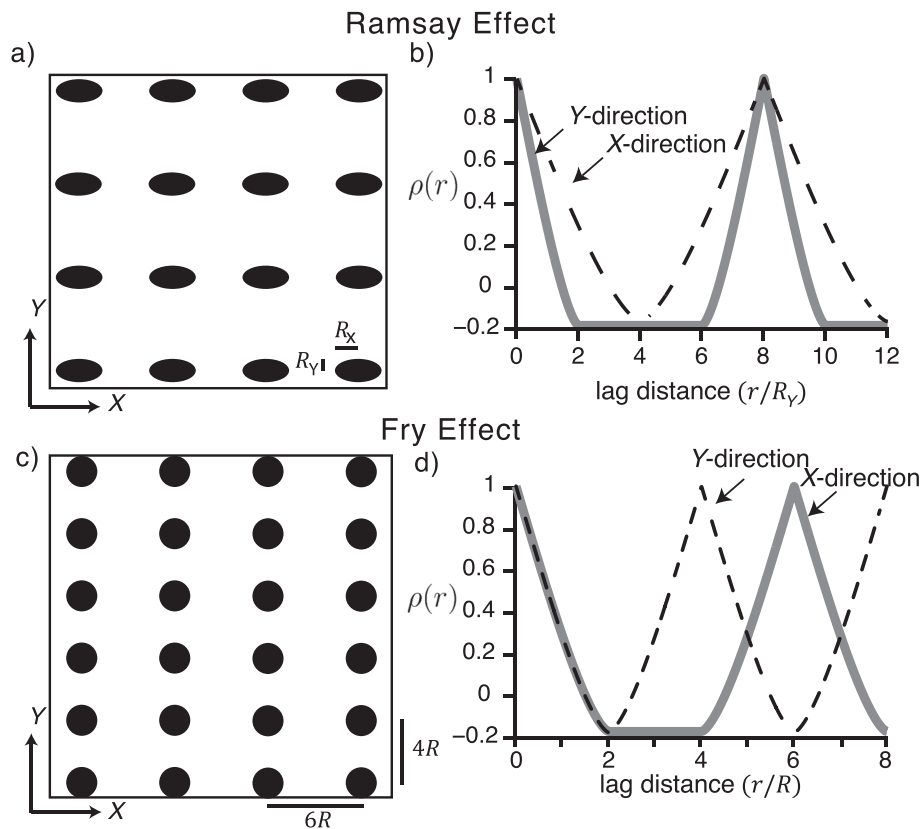 Ramsay Effect
a)
Y
X
R_X
R_Y
b)
Y-direction
X-direction
ρ(r)
1
0.8
0.6
0.4
0.2
0
−0.2
0 2 4 6 8 10 12
lag distance (r/R_Y)
Fry Effect
c)
Y
X
4R
6R
d)
Y-direction
X-direction
ρ(r)
1
0.8
0.6
0.4
0.2
0
−0.2
0 2 4 6 8
lag distance (r/R)